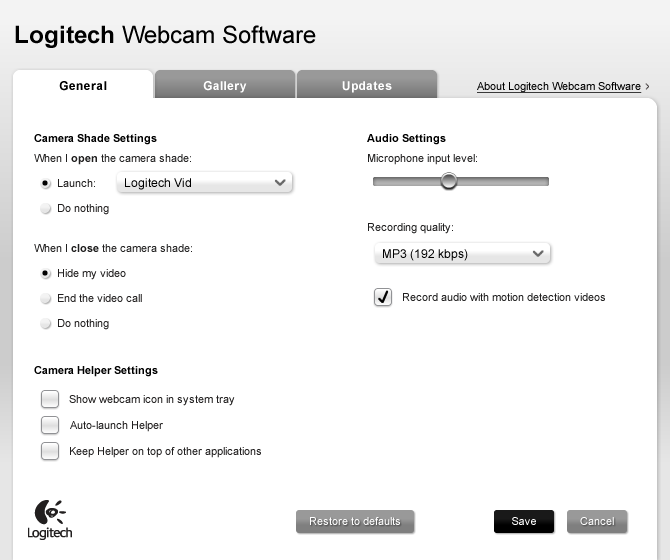 Logitech Webcam Software
General
Gallery
Updates
About Logitech Webcam Software >
Camera Shade Settings
When I open the camera shade:
Launch:
Logitech Vid
Do nothing
When I close the camera shade:
Hide my video
End the video call
Do nothing
Camera Helper Settings
Show webcam icon in system tray
Auto-launch Helper
Keep Helper on top of other applications
Audio Settings
Microphone input level:
Recording quality:
MP3 (192 kbps)
Record audio with motion detection videos
Logitech
Restore to defaults
Save
Cancel